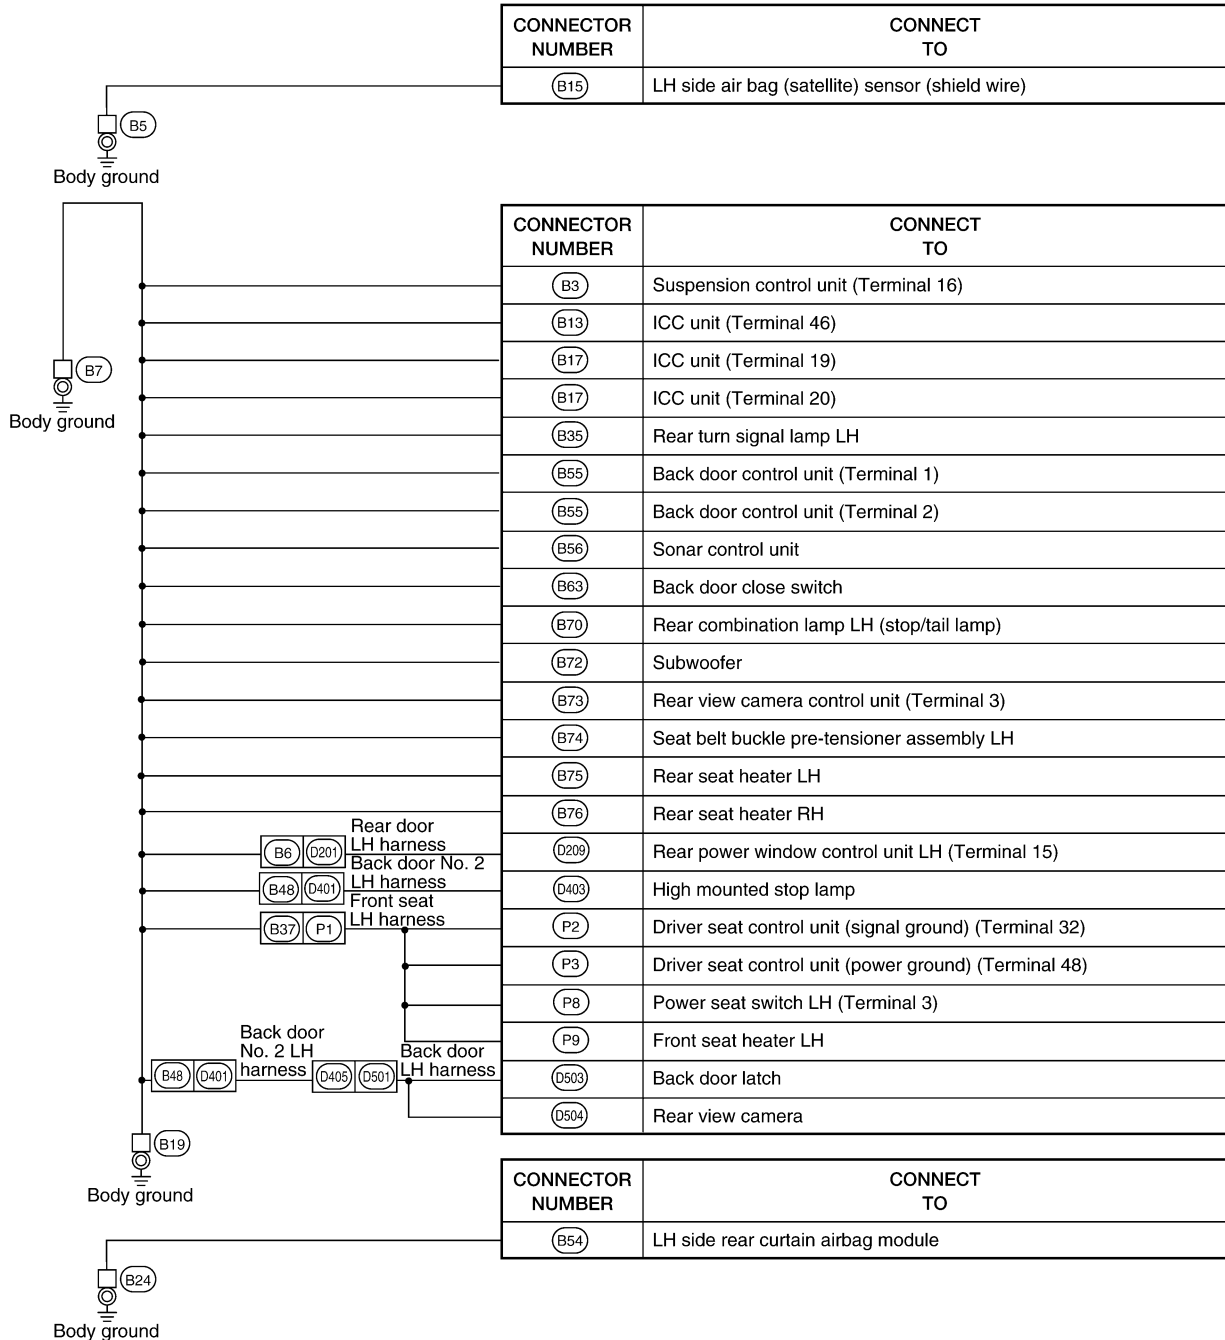 CONNECTOR NUMBER CONNECT TO
B15 LH side air bag (satellite) sensor (shield wire)
B5
Body ground
CONNECTOR NUMBER CONNECT TO
B3 Suspension control unit (Terminal 16)
B13 ICC unit (Terminal 46)
B17 ICC unit (Terminal 19)
B7
B17 ICC unit (Terminal 20)
Body ground
B35 Rear turn signal lamp LH
B55 Back door control unit (Terminal 1)
B55 Back door control unit (Terminal 2)
B56 Sonar control unit
B63 Back door close switch
B70 Rear combination lamp LH (stop/tail lamp)
B72 Subwoofer
B73 Rear view camera control unit (Terminal 3)
B74 Seat belt buckle pre-tensioner assembly LH
B75 Rear seat heater LH
B76 Rear seat heater RH
Rear door
LH harness
B6 D201 D209 Rear power window control unit LH (Terminal 15)
Back door No. 2
LH harness
B48 D401 D403 High mounted stop lamp
Front seat
LH harness
B37 P1 P2 Driver seat control unit (signal ground) (Terminal 32)
P3 Driver seat control unit (power ground) (Terminal 48)
P8 Power seat switch LH (Terminal 3)
P9 Front seat heater LH
Back door
No. 2 LH
harness
Back door
LH harness
B48 D401 D405 D501 D503 Back door latch
D504 Rear view camera
B19
Body ground
CONNECTOR NUMBER CONNECT TO
B54 LH side rear curtain airbag module
B24
Body ground